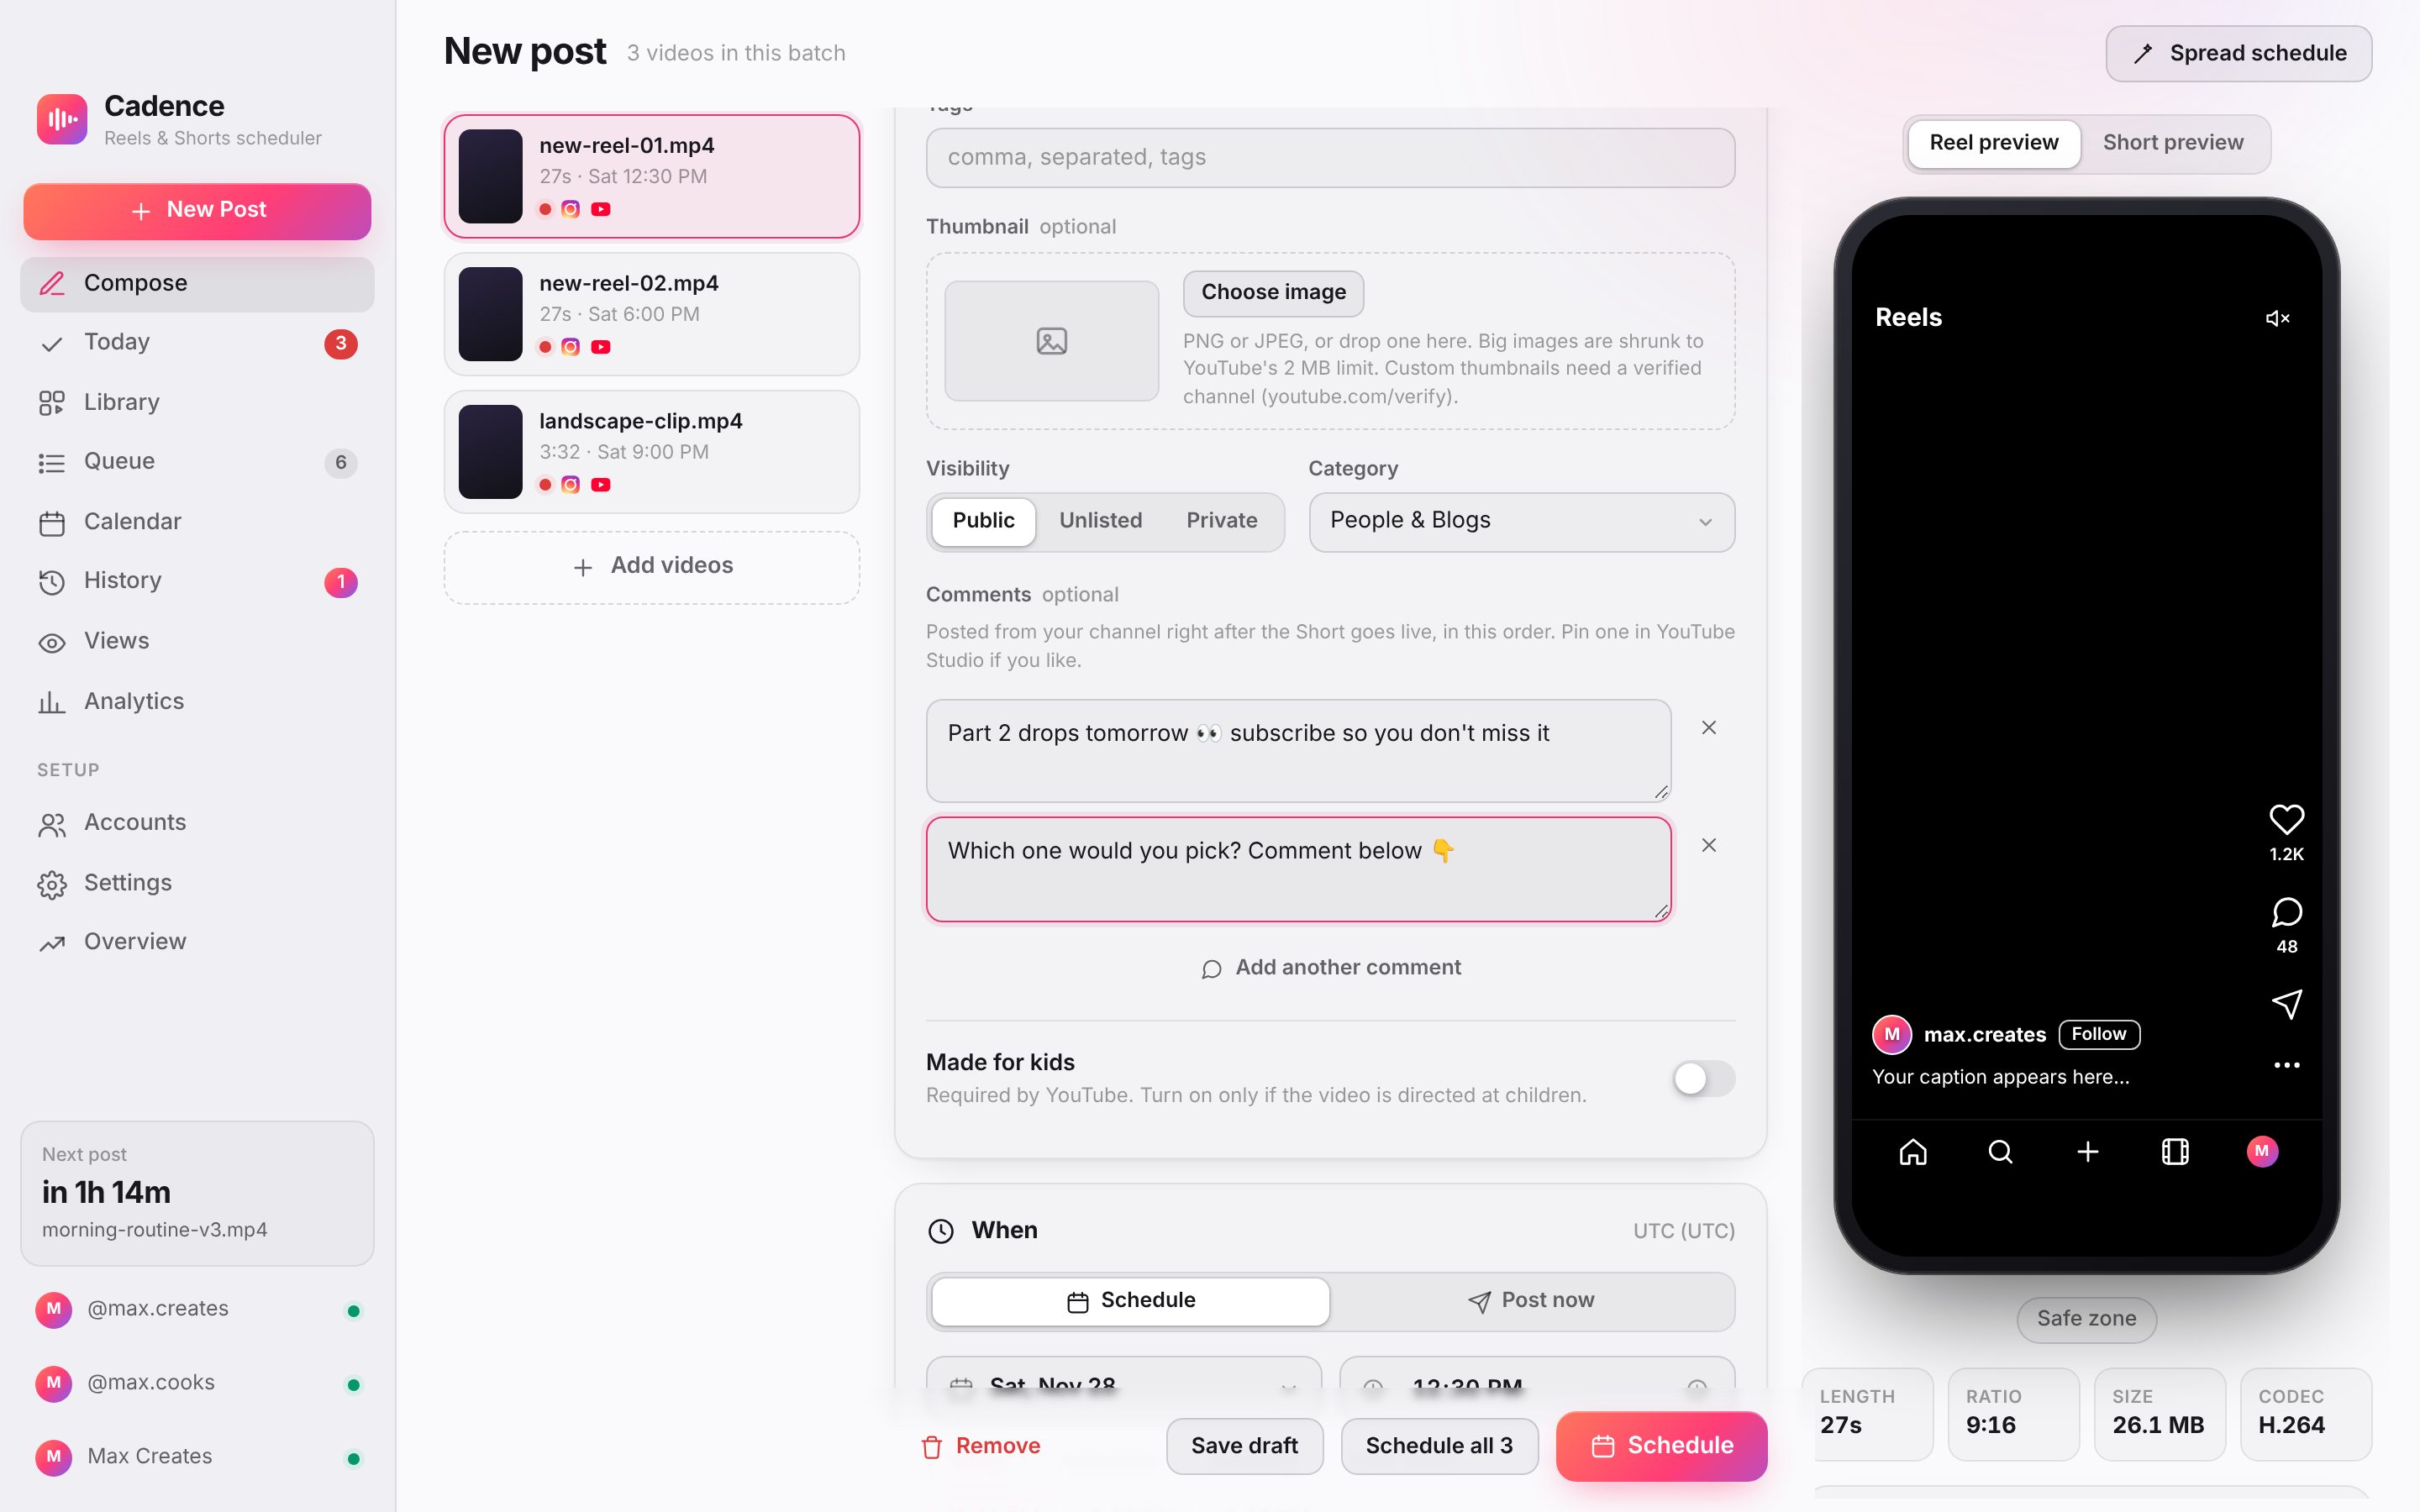 Cadence
Reels & Shorts scheduler
New Post
Compose
Today
3
Library
Queue
6
Calendar
History
1
Views
Analytics
SETUP
Accounts
Settings
Overview
Next post
in 1h 14m
morning-routine-v3.mp4
M @max.creates
M @max.cooks
M Max Creates
New post
3 videos in this batch
Spread schedule
new-reel-01.mp4
27s · Sat 12:30 PM
new-reel-02.mp4
27s · Sat 6:00 PM
landscape-clip.mp4
3:32 · Sat 9:00 PM
Add videos
Tags
comma, separated, tags
Thumbnail optional
Choose image
PNG or JPEG, or drop one here. Big images are shrunk to
YouTube's 2 MB limit. Custom thumbnails need a verified
channel (youtube.com/verify).
Visibility
Public Unlisted Private
Category
People & Blogs
Comments optional
Posted from your channel right after the Short goes live, in this order. Pin one in YouTube
Studio if you like.
Part 2 drops tomorrow 👀 subscribe so you don't miss it
Which one would you pick? Comment below 👇
Add another comment
Made for kids
Required by YouTube. Turn on only if the video is directed at children.
When
UTC (UTC)
Schedule
Post now
Sat, Nov 28
12:30 PM
Remove
Save draft
Schedule all 3
Schedule
Reel preview
Short preview
Reels
1.2K
48
M max.creates Follow
Your caption appears here...
M
Safe zone
LENGTH
27s
RATIO
9:16
SIZE
26.1 MB
CODEC
H.264